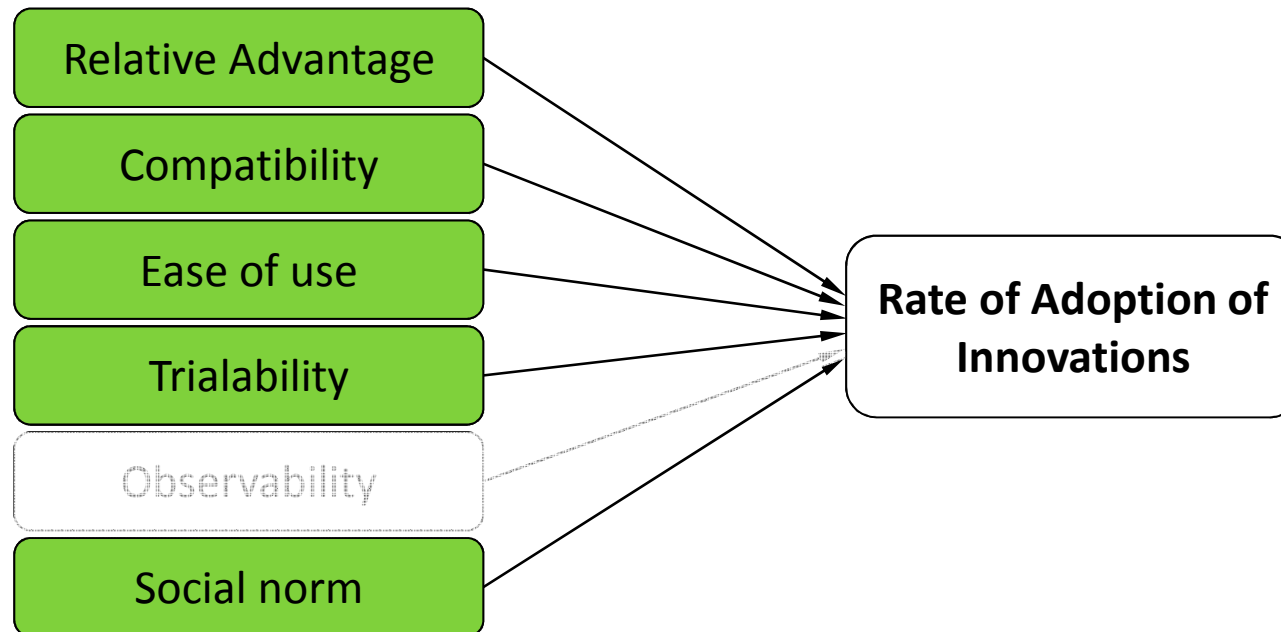 Relative Advantage
Compatibility
Ease of use
Trialability
Observability
Social norm
Rate of Adoption of
Innovations